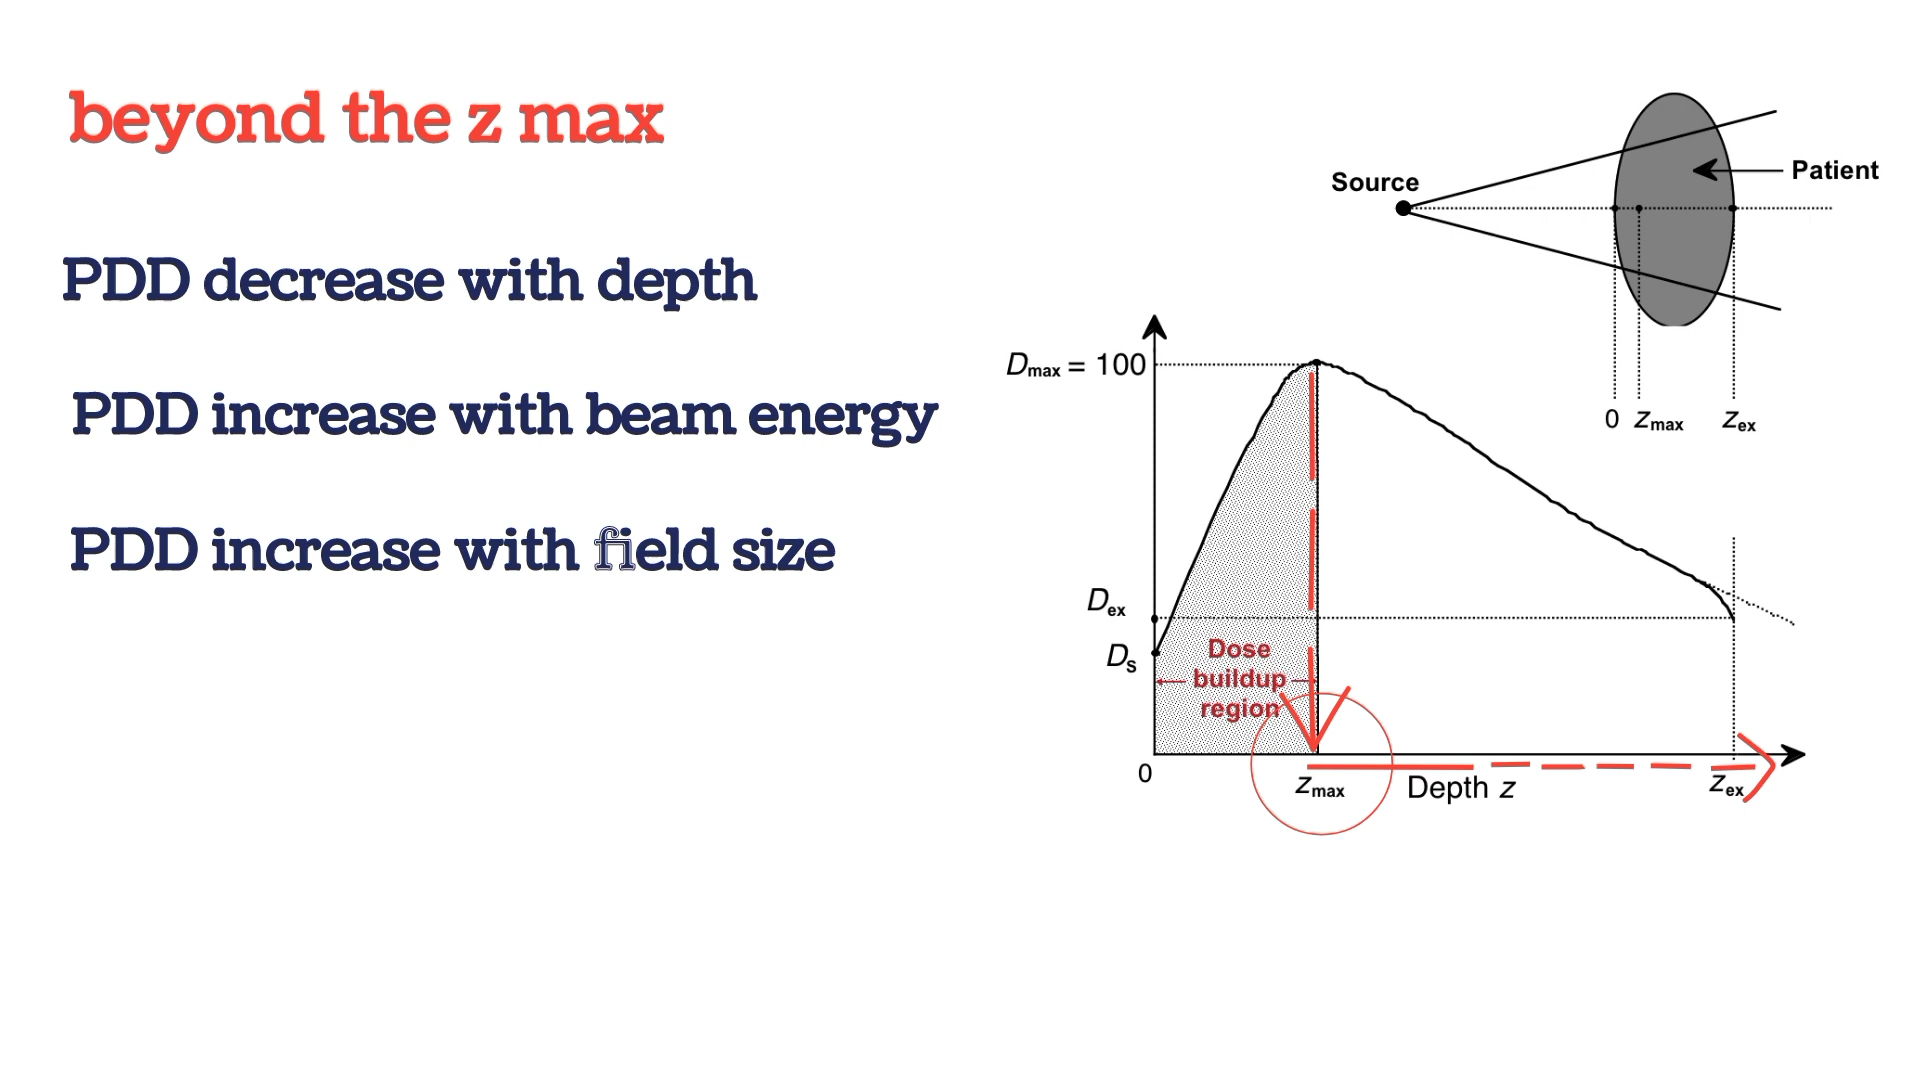 beyond the z max
PDD decrease with depth
PDD increase with beam energy
PDD increase with field size
Source
Patient
0 zmax zex
Dmax = 100
Dex
Ds
Dose
buildup
region
0
zmax
Depth z
zex